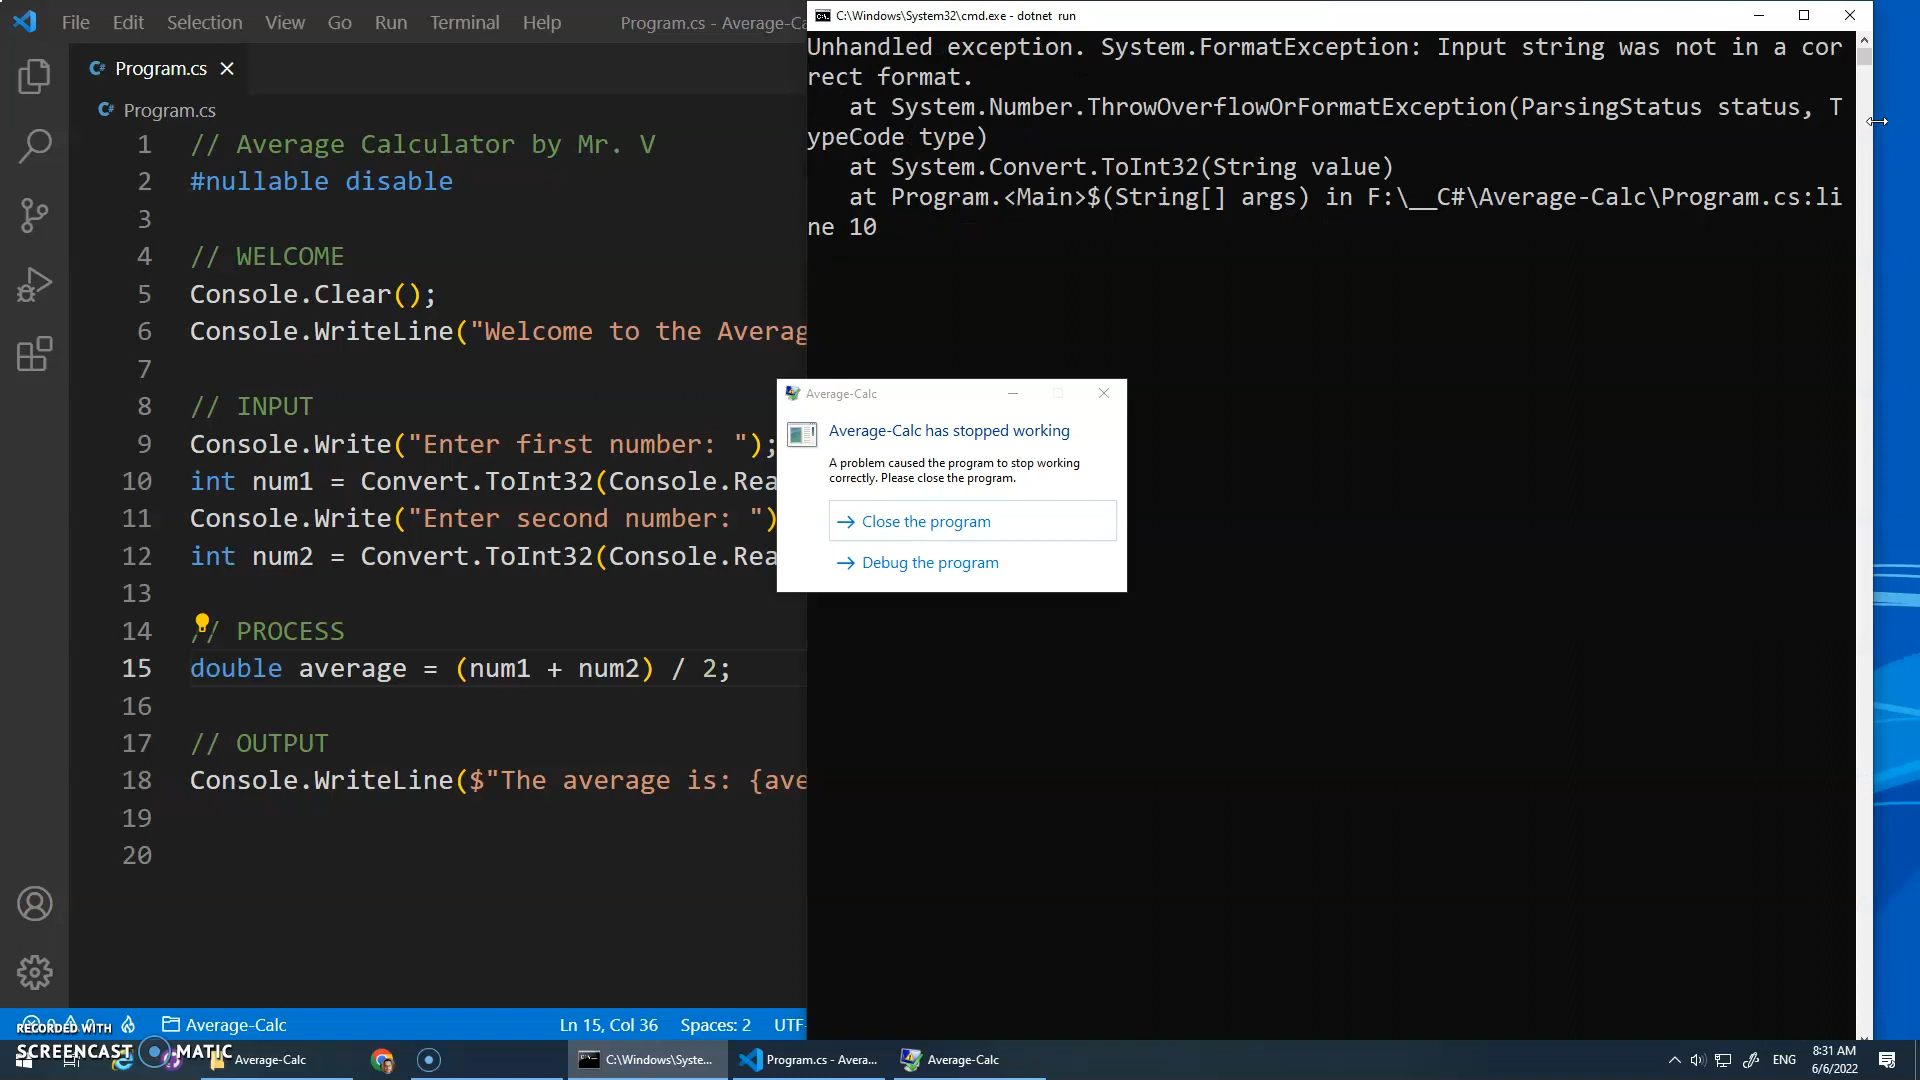 File Edit Selection View Go Run Terminal Help Program.cs - Average-Ca
Program.cs
Program.cs
1 // Average Calculator by Mr. V
2 #nullable disable
3
4 // WELCOME
5 Console.Clear();
6 Console.WriteLine("Welcome to the Averag
7
8 // INPUT
9 Console.Write("Enter first number: ");
10 int num1 = Convert.ToInt32(Console.Rea
11 Console.Write("Enter second number: ")
12 int num2 = Convert.ToInt32(Console.Rea
13
14 // PROCESS
15 double average = (num1 + num2) / 2;
16
17 // OUTPUT
18 Console.WriteLine($"The average is: {ave
19
20
Average-Calc Ln 15, Col 36 Spaces: 2 UTF-
C:\Windows\System32\cmd.exe - dotnet run
Unhandled exception. System.FormatException: Input string was not in a cor
rect format.
at System.Number.ThrowOverflowOrFormatException(ParsingStatus status, T
ypeCode type)
at System.Convert.ToInt32(String value)
at Program.<Main>$(String[] args) in F:\__C#\Average-Calc\Program.cs:li
ne 10
Average-Calc
Average-Calc has stopped working
A problem caused the program to stop working
correctly. Please close the program.
Close the program
Debug the program
RECORDED WITH
SCREENCAST MATIC
Average-Calc C:\Windows\Syste... Program.cs - Avera... Average-Calc ENG 8:31 AM
6/6/2022